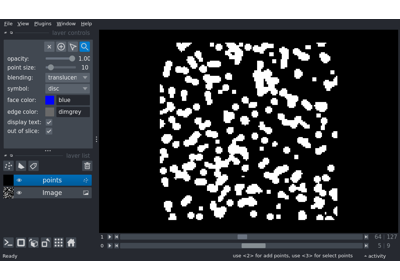 File View Plugins Window Help
layer controls
opacity: 1.00
point size: 10
blending: translucen
symbol: disc
face color: blue
edge color: dimgrey
display text:
out of slice:
layer list
points
Image
1 64 127
0 5 9
Ready use <2> for add points, use <3> for select points activity